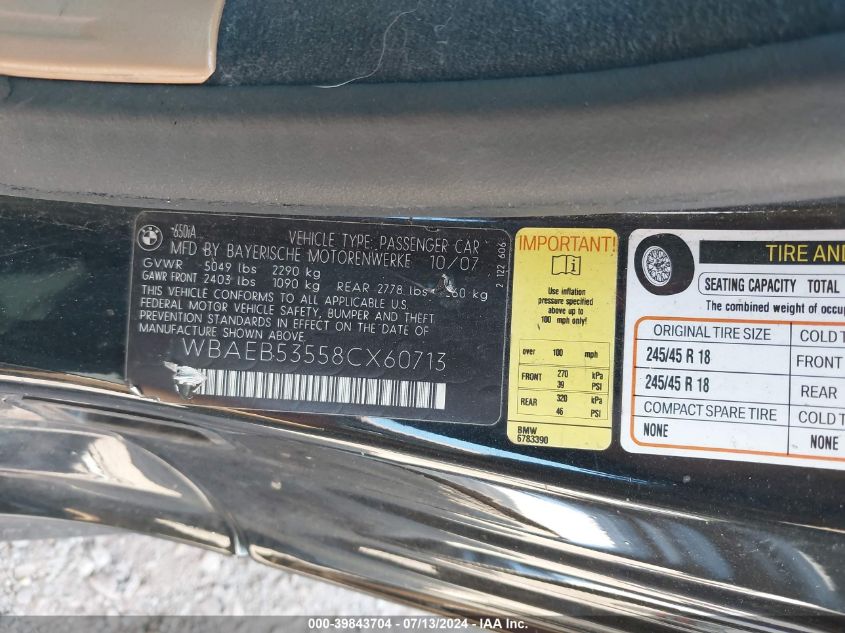 650iA
VEHICLE TYPE: PASSENGER CAR
MFD BY BAYERISCHE MOTORENWERKE 10/07
GVWR 5049 lbs 2290 kg
GAWR FRONT 2403 lbs 1090 kg REAR 2778 lbs 260 kg
THIS VEHICLE CONFORMS TO ALL APPLICABLE U.S.
FEDERAL MOTOR VEHICLE SAFETY, BUMPER AND THEFT
PREVENTION STANDARDS IN EFFECT ON THE DATE OF
MANUFACTURE SHOWN ABOVE.
WBAEB53558CX60713
2 122 606
IMPORTANT!
Use inflation
pressure specified
above up to
100 mph only!
over 100 mph
FRONT 270 kPa
39 PSI
REAR 320 kPa
46 PSI
BMW
6783390
TIRE AND
SEATING CAPACITY TOTAL
The combined weight of occup
ORIGINAL TIRE SIZE COLD T
245/45 R 18 FRONT
245/45 R 18 REAR
COMPACT SPARE TIRE COLD T
NONE NONE
000-39843704 - 07/13/2024 - IAA Inc.